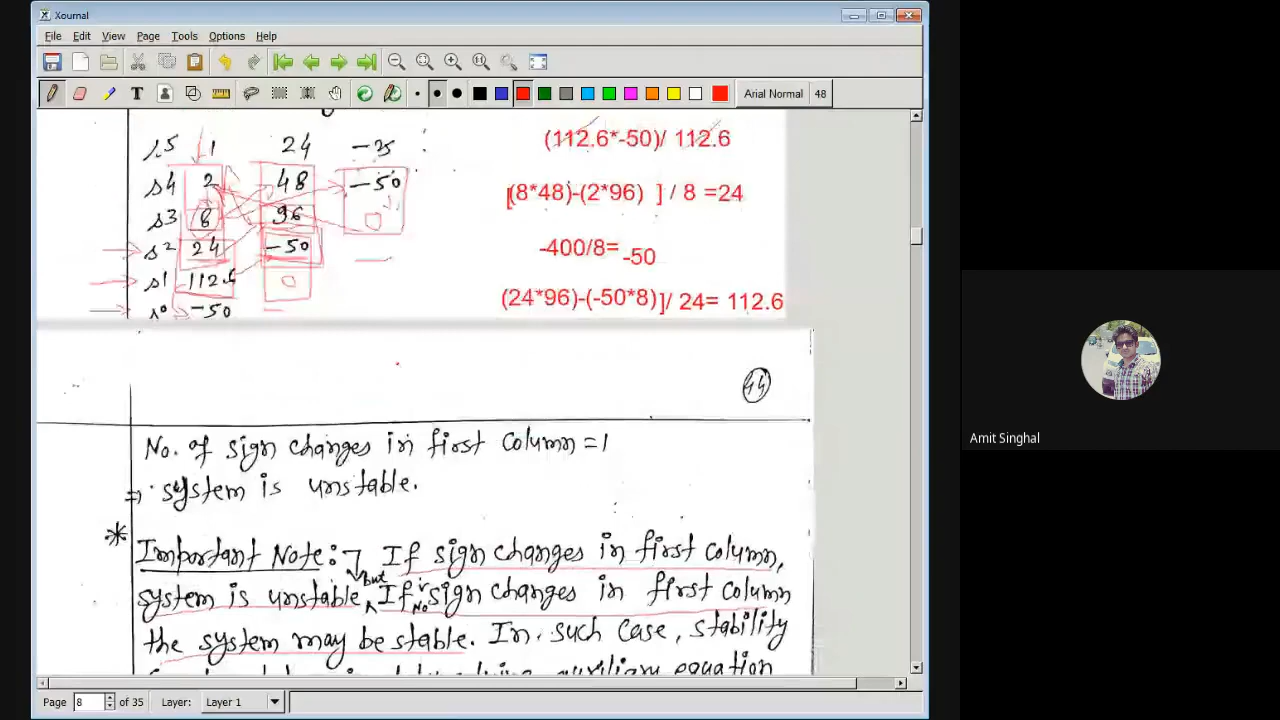 Xournal
File Edit View Page Tools Options Help
Arial Normal 48
s5 1 24 -25
s4 2 48 -50
s3 8 96 0
s2 24 -50
s1 112.6 0
s0 -50
(112.6*-50)/ 112.6
[(8*48)-(2*96) ] / 8 =24
-400/8= -50
(24*96)-(-50*8)]/ 24= 112.6
44
No. of sign changes in first column = 1
⇒ system is unstable.
* Important Note:⁊ If sign changes in first column,
system is unstable but If No sign changes in first column
the system may be stable. In such case, stability
auxiliary equation
Page 8 of 35 Layer: Layer 1
Amit Singhal